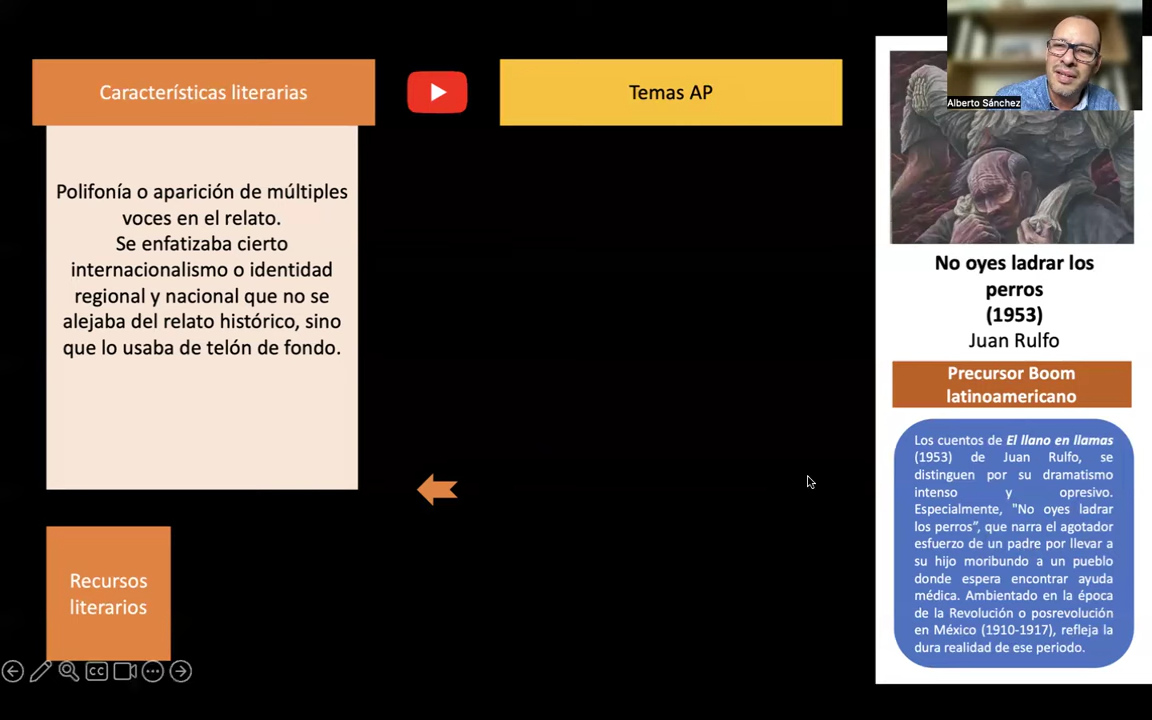 Características literarias
Temas AP
Alberto Sánchez
Polifonía o aparición de múltiples
voces en el relato.
Se enfatizaba cierto
internacionalismo o identidad
regional y nacional que no se
alejaba del relato histórico, sino
que lo usaba de telón de fondo.
Recursos
literarios
CC
No oyes ladrar los
perros
(1953)
Juan Rulfo
Precursor Boom
latinoamericano
Los cuentos de El llano en llamas
(1953) de Juan Rulfo, se
distinguen por su dramatismo
intenso y opresivo.
Especialmente, "No oyes ladrar
los perros”, que narra el agotador
esfuerzo de un padre por llevar a
su hijo moribundo a un pueblo
donde espera encontrar ayuda
médica. Ambientado en la época
de la Revolución o posrevolución
en México (1910-1917), refleja la
dura realidad de ese periodo.